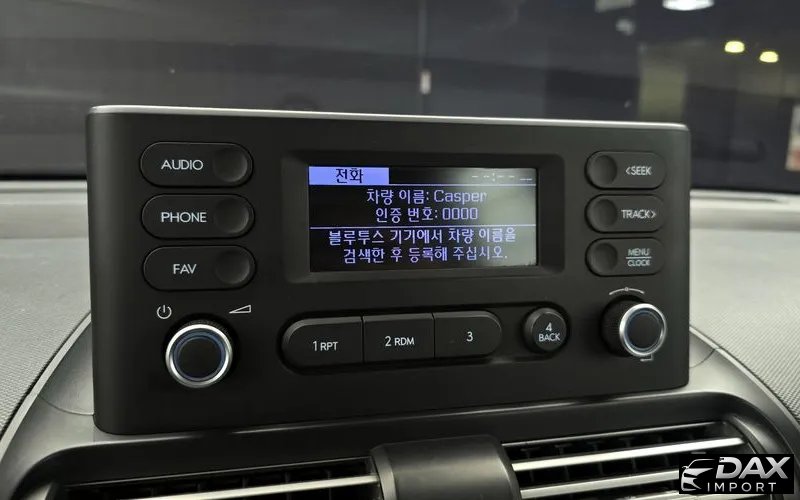 AUDIO
PHONE
FAV
전화
--:-- --
차량 이름: Casper
인증 번호: 0000
블루투스 기기에서 차량 이름을
검색한 후 등록해 주십시오.
<SEEK
TRACK>
MENU
CLOCK
1 RPT
2 RDM
3
4
BACK
DAX
IMPORT